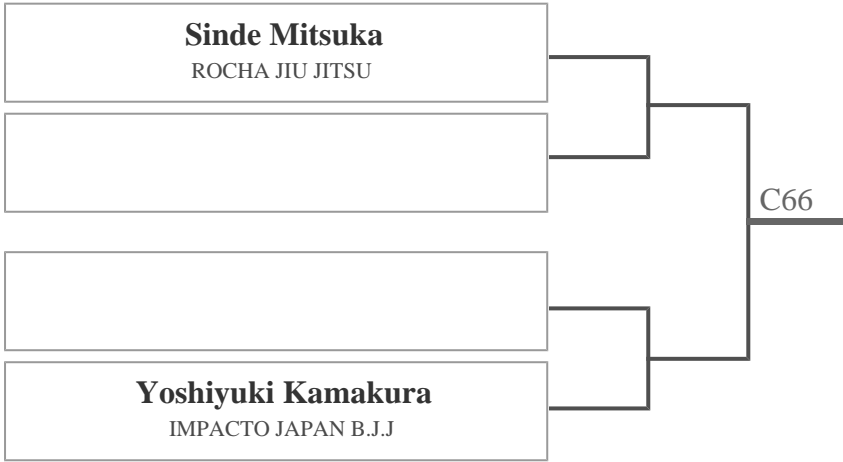 Sinde Mitsuka
ROCHA JIU JITSU
C66
Yoshiyuki Kamakura
IMPACTO JAPAN B.J.J